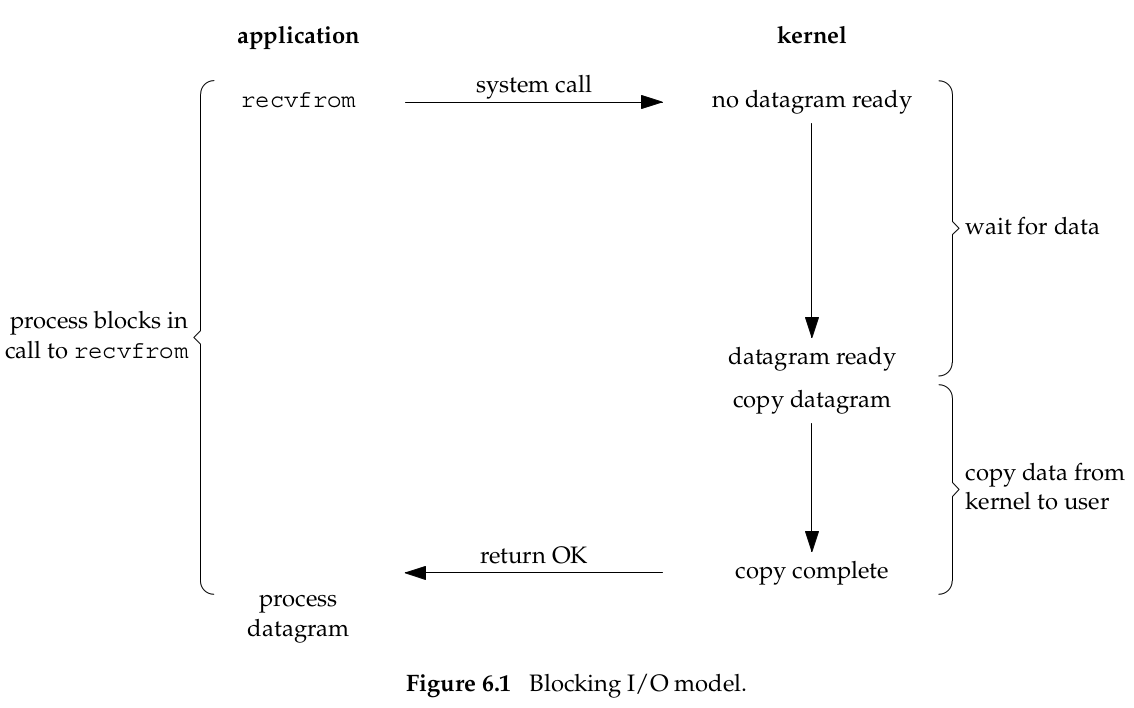 application
kernel
recvfrom
system call
no datagram ready
wait for data
process blocks in
call to recvfrom
datagram ready
copy datagram
copy data from
kernel to user
return OK
copy complete
process
datagram
Figure 6.1 Blocking I/O model.